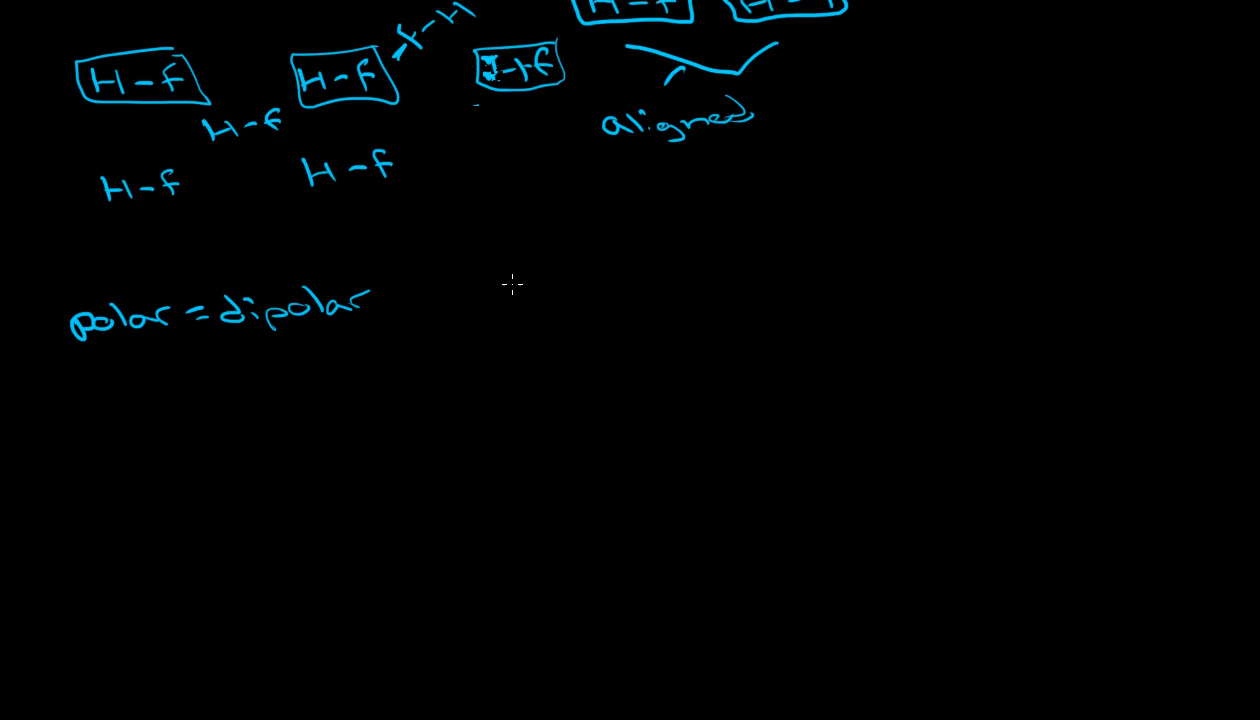 H-f H-f
H-f H-f f-H H-f
H-f
H-f H-f
aligned
polar = dipolar